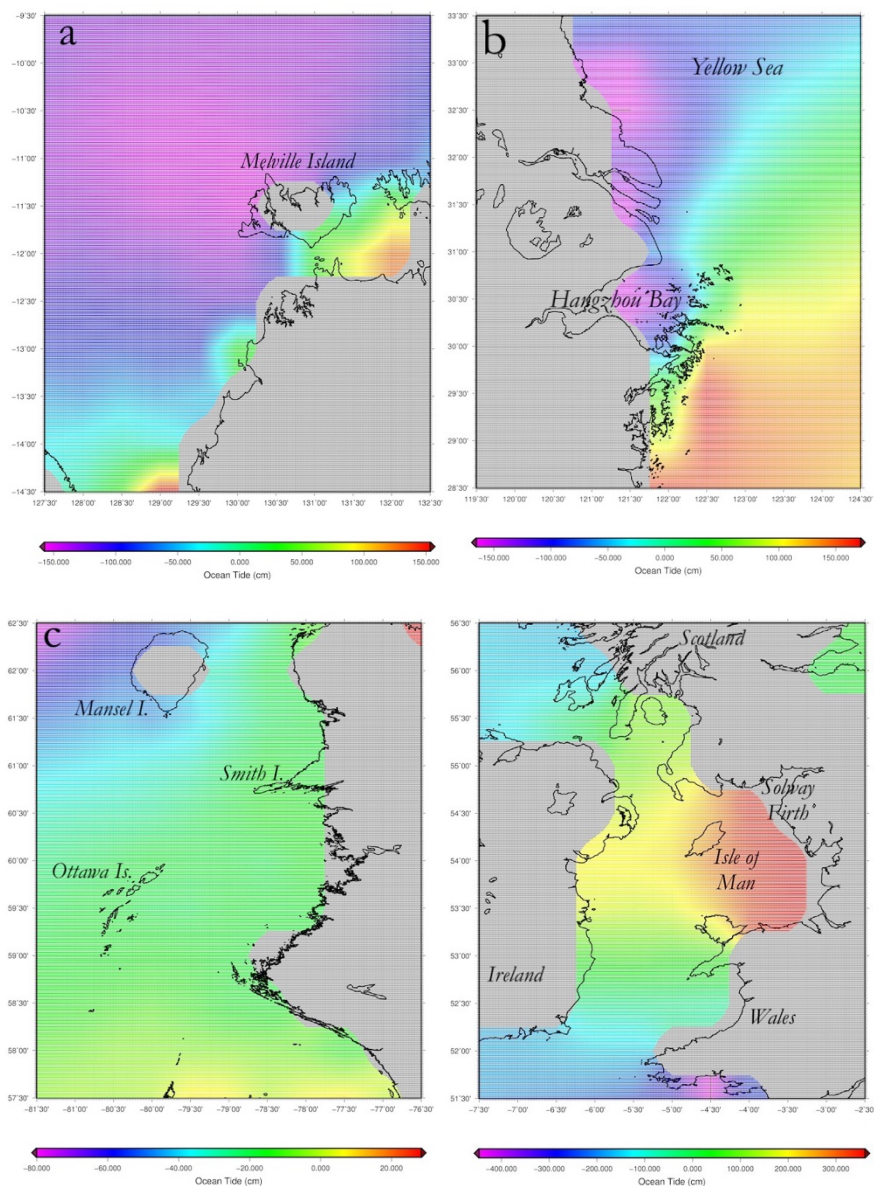 a
Melville Island
-9˚30'
-10˚00'
-10˚30'
-11˚00'
-11˚30'
-12˚00'
-12˚30'
-13˚00'
-13˚30'
-14˚00'
-14˚30'
127˚30' 128˚00' 128˚30' 129˚00' 129˚30' 130˚00' 130˚30' 131˚00' 131˚30' 132˚00' 132˚30'
-150.000 -100.000 -50.000 0.000 50.000 100.000 150.000
Ocean Tide (cm)
b
Yellow Sea
Hangzhou Bay
33˚30'
33˚00'
32˚30'
32˚00'
31˚30'
31˚00'
30˚30'
30˚00'
29˚30'
29˚00'
28˚30'
119˚30' 120˚00' 120˚30' 121˚00' 121˚30' 122˚00' 122˚30' 123˚00' 123˚30' 124˚00' 124˚30'
-150.000 -100.000 -50.000 0.000 50.000 100.000 150.000
Ocean Tide (cm)
c
Mansel I.
Smith I.
Ottawa Is.
62˚30'
62˚00'
61˚30'
61˚00'
60˚30'
60˚00'
59˚30'
59˚00'
58˚30'
58˚00'
57˚30'
-81˚30' -81˚00' -80˚30' -80˚00' -79˚30' -79˚00' -78˚30' -78˚00' -77˚30' -77˚00' -76˚30'
-80.000 -60.000 -40.000 -20.000 0.000 20.000
Ocean Tide (cm)
Scotland
Solway
Firth
Isle of
Man
Ireland
Wales
56˚30'
56˚00'
55˚30'
55˚00'
54˚30'
54˚00'
53˚30'
53˚00'
52˚30'
52˚00'
51˚30'
-7˚30' -7˚00' -6˚30' -6˚00' -5˚30' -5˚00' -4˚30' -4˚00' -3˚30' -3˚00' -2˚30'
-400.000 -300.000 -200.000 -100.000 0.000 100.000 200.000 300.000
Ocean Tide (cm)